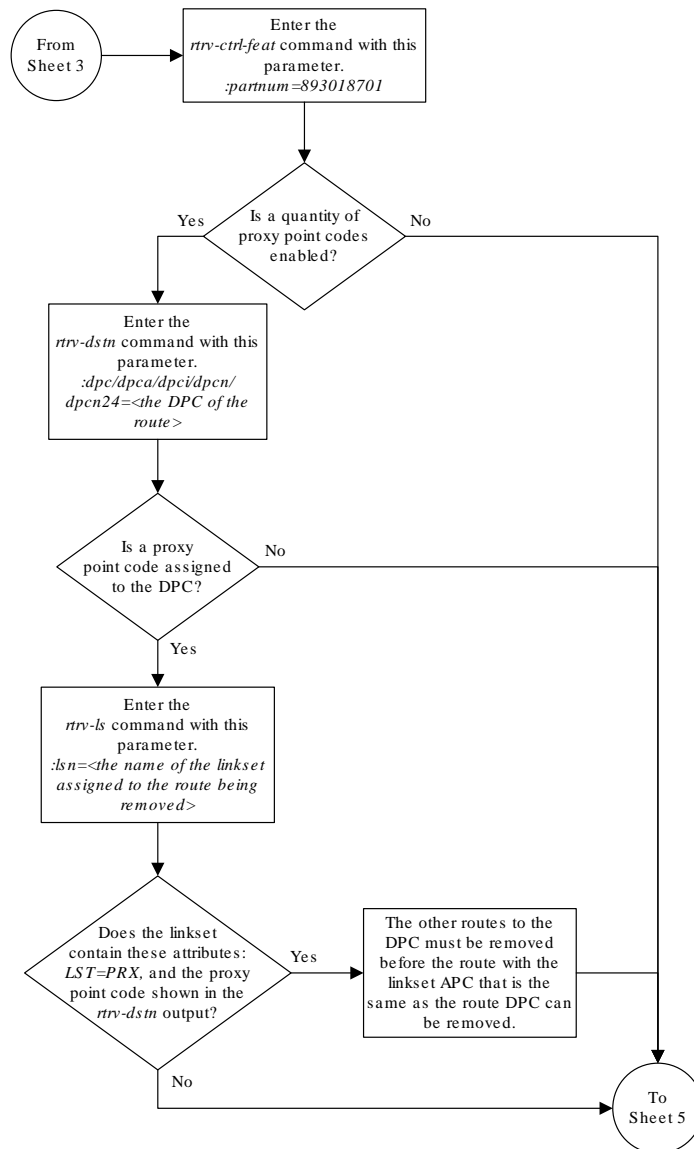 From
Sheet 3
Enter the
rtrv-ctrl-feat command with this
parameter.
:partnum=893018701
Is a quantity of
proxy point codes
enabled?
Yes
No
Enter the
rtrv-dstn command with this
parameter.
:dpc/dpca/dpci/dpcn/
dpcn24=<the DPC of the
route>
Is a proxy
point code assigned
to the DPC?
No
Yes
Enter the
rtrv-ls command with this
parameter.
:lsn=<the name of the linkset
assigned to the route being
removed>
Does the linkset
contain these attributes:
LST=PRX, and the proxy
point code shown in the
rtrv-dstn output?
Yes
The other routes to the
DPC must be removed
before the route with the
linkset APC that is the
same as the route DPC can
be removed.
No
To
Sheet 5